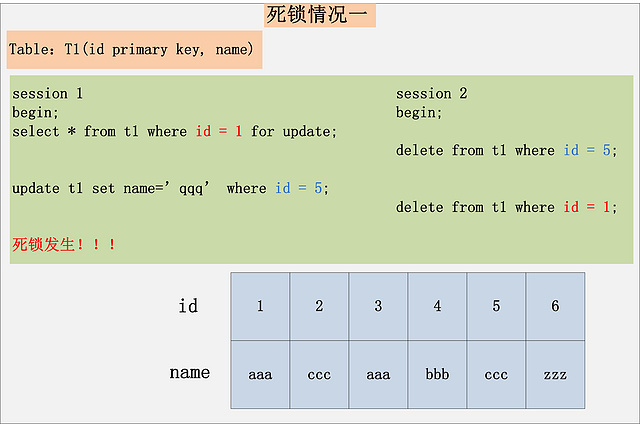 死锁情况一
Table: T1(id primary key, name)
session 1
begin;
select * from t1 where id = 1 for update;
update t1 set name=’qqq’ where id = 5;
死锁发生！！！
session 2
begin;
delete from t1 where id = 5;
delete from t1 where id = 1;
id 1 2 3 4 5 6
name aaa ccc aaa bbb ccc zzz